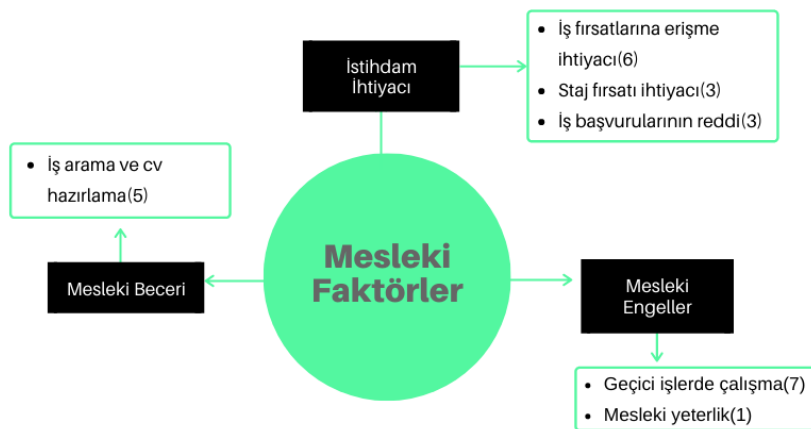 İstihdam
İhtiyacı
• İş fırsatlarına erişme
ihtiyacı(6)
• Staj fırsatı ihtiyacı(3)
• İş başvurularının reddi(3)
• İş arama ve cv
hazırlama(5)
Mesleki
Faktörler
Mesleki Beceri
Mesleki
Engeller
• Geçici işlerde çalışma(7)
• Mesleki yeterlik(1)